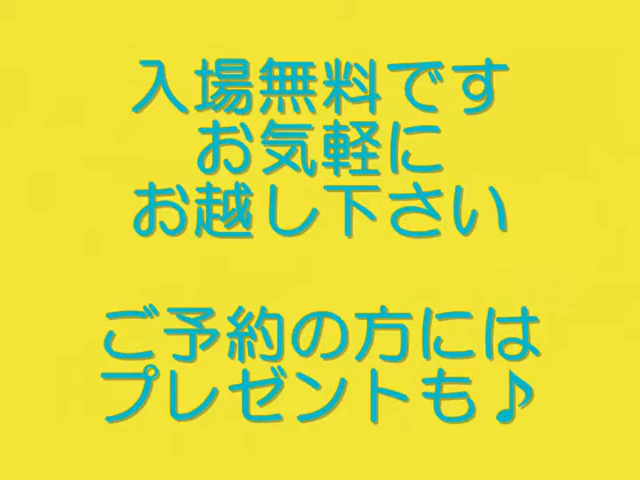 入場無料です
お気軽に
お越し下さい
ご予約の方には
プレゼントも♪